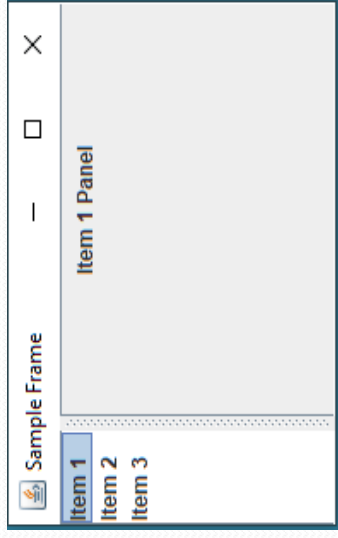 Sample Frame
Item 1
Item 2
Item 3
Item 1 Panel